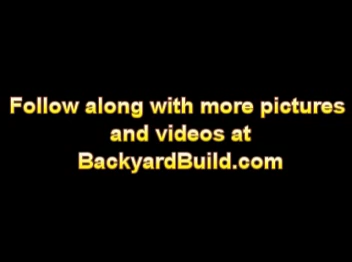 Follow along with more pictures
and videos at
BackyardBuild.com